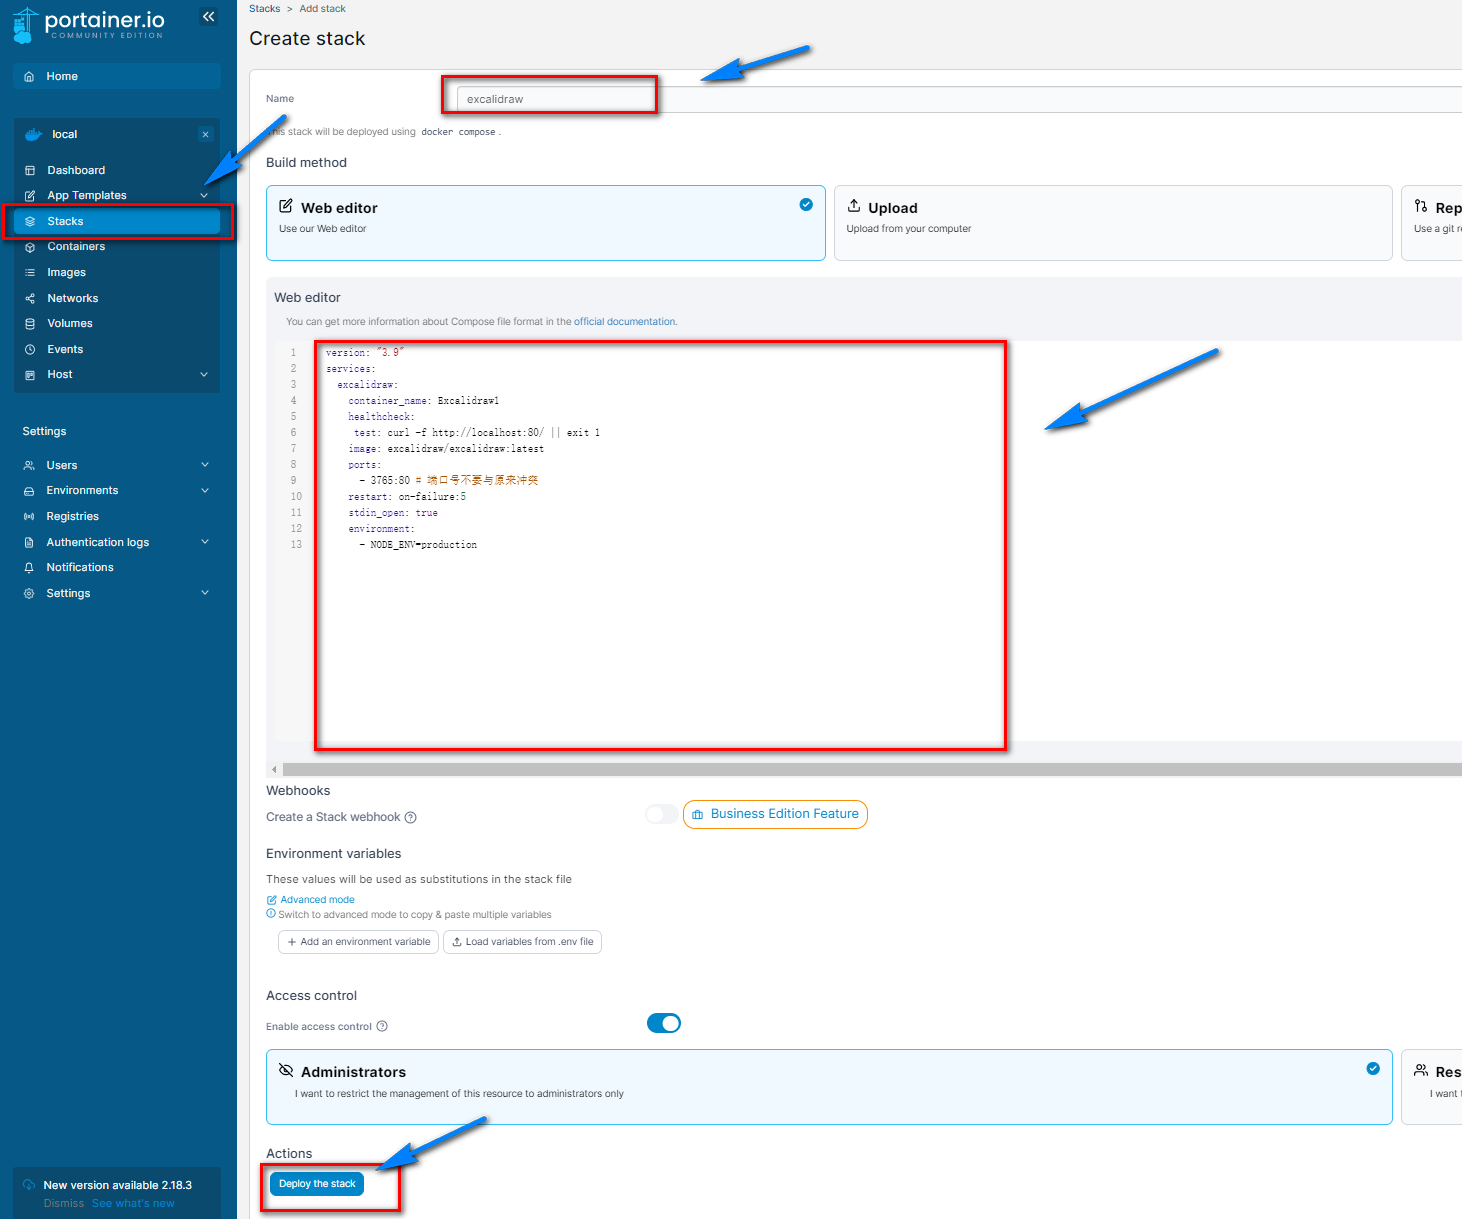 portainer.io
COMMUNITY EDITION
Home
local
Dashboard
App Templates
Stacks
Containers
Images
Networks
Volumes
Events
Host
Settings
Users
Environments
Registries
Authentication logs
Notifications
Settings
New version available 2.18.3
Dismiss See what's new
Stacks > Add stack
Create stack
Name
excalidraw
This stack will be deployed using docker compose.
Build method
Web editor
Use our Web editor
Upload
Upload from your computer
Rep
Use a git re
Web editor
You can get more information about Compose file format in the official documentation.
1 version: "3.9"
2 services:
3 excalidraw:
4 container_name: Excalidraw1
5 healthcheck:
6 test: curl -f http://localhost:80/ || exit 1
7 image: excalidraw/excalidraw:latest
8 ports:
9 - 3765:80 # 端口号不要与原来冲突
10 restart: on-failure:5
11 stdin_open: true
12 environment:
13 - NODE_ENV=production
Webhooks
Create a Stack webhook
Business Edition Feature
Environment variables
These values will be used as substitutions in the stack file
Advanced mode
Switch to advanced mode to copy & paste multiple variables
+ Add an environment variable
Load variables from .env file
Access control
Enable access control
Administrators
I want to restrict the management of this resource to administrators only
Res
I want t
Actions
Deploy the stack